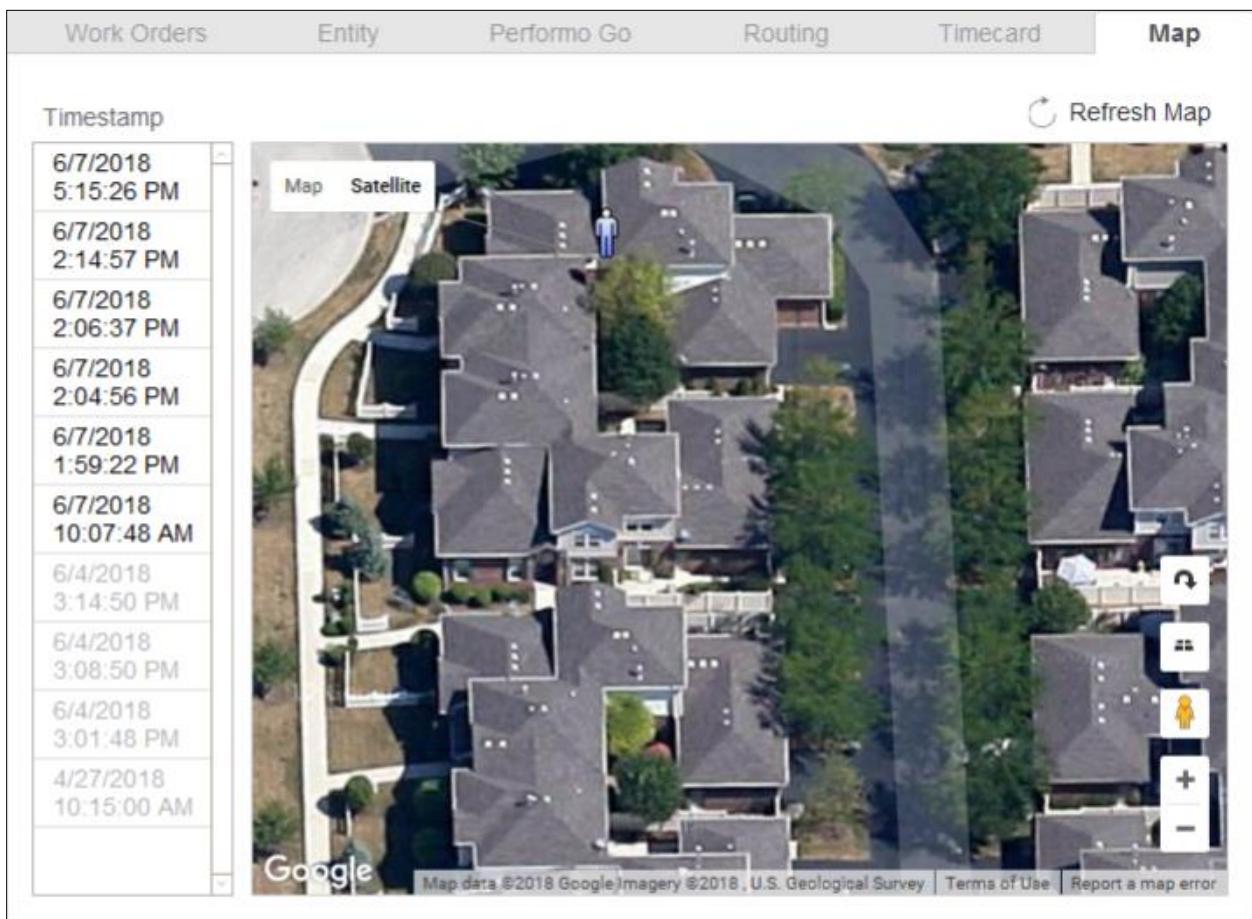 Work Orders Entity Performo Go Routing Timecard Map
Timestamp
Refresh Map
6/7/2018
5:15:26 PM
6/7/2018
2:14:57 PM
6/7/2018
2:06:37 PM
6/7/2018
2:04:56 PM
6/7/2018
1:59:22 PM
6/7/2018
10:07:48 AM
6/4/2018
3:14:50 PM
6/4/2018
3:08:50 PM
6/4/2018
3:01:48 PM
4/27/2018
10:15:00 AM
Map Satellite
Google
Map data ©2018 Google Imagery ©2018 , U.S. Geological Survey Terms of Use Report a map error